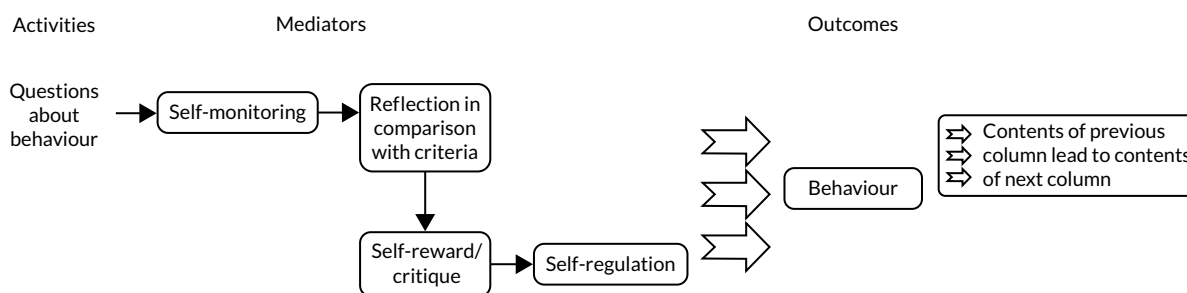 Activities
Mediators
Outcomes
Questions
about
behaviour
Self-monitoring
Reflection in
comparison
with criteria
Self-reward/
critique
Self-regulation
Behaviour
Contents of previous
column lead to contents
of next column